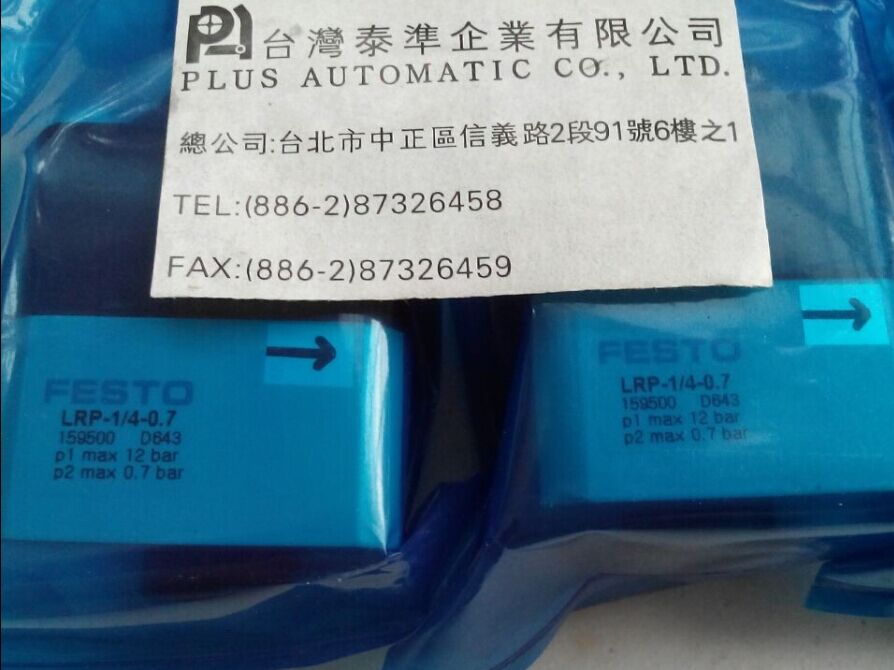 台灣泰準企業有限公司
PLUS AUTOMATIC CO., LTD.
總公司:台北市中正區信義路2段91號6樓之1
TEL:(886-2)87326458
FAX:(886-2)87326459
FESTO
LRP-1/4-0.7
159500 D643
p1 max 12 bar
p2 max 0.7 bar
FESTO
LRP-1/4-0.7
159500 D643
p1 max 12 bar
p2 max 0.7 bar